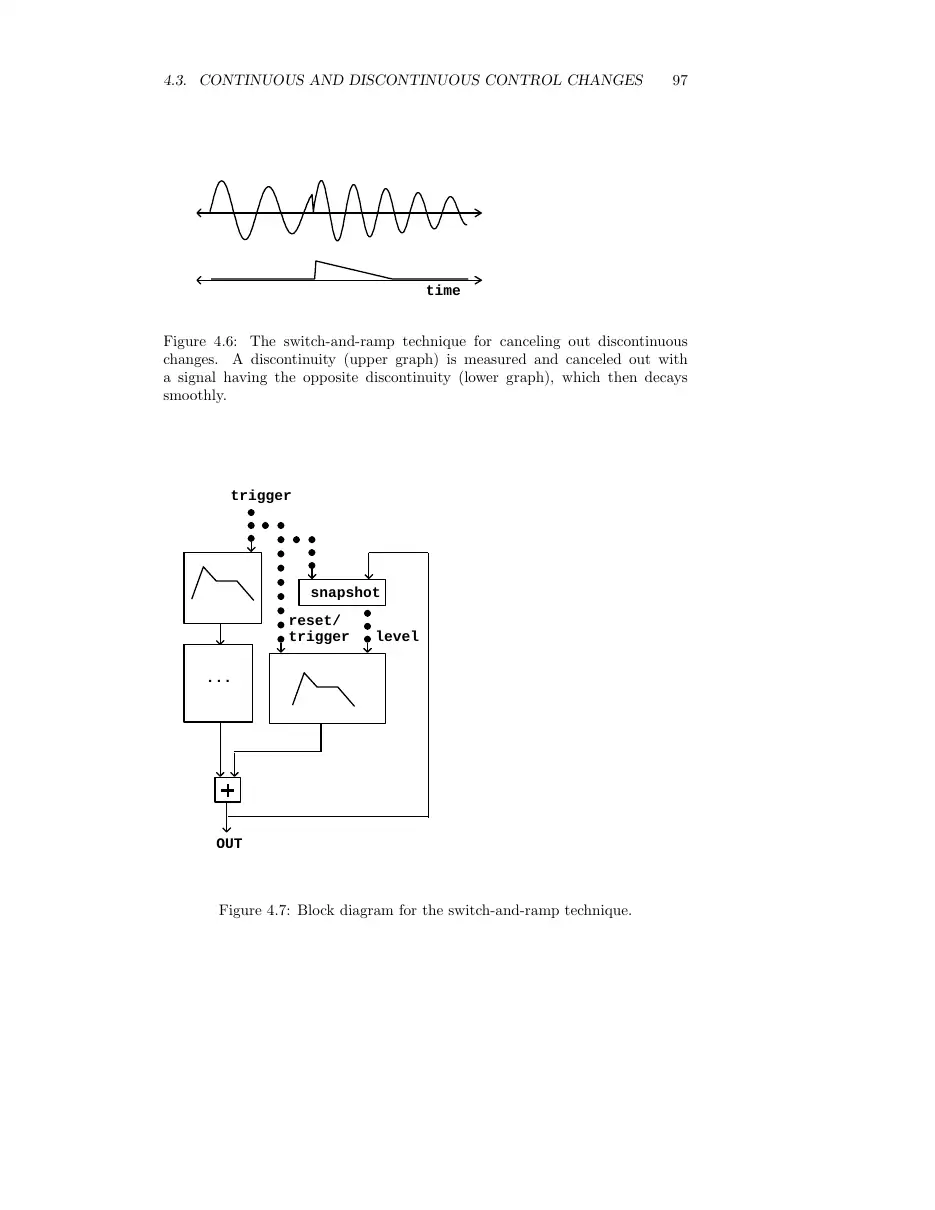 4.3. CONTINUOUS AND DISCONTINUOUS CONTROL CHANGES 97
time
Figure 4.6: The switch-and-ramp technique for canceling out discontinuous
changes. A discontinuity (upper graph) is measured and canceled out with
a signal having the opposite discontinuity (lower graph), which then decays
smoothly.
trigger
snapshot
reset/
trigger level
...
+
OUT
Figure 4.7: Block diagram for the switch-and-ramp technique.